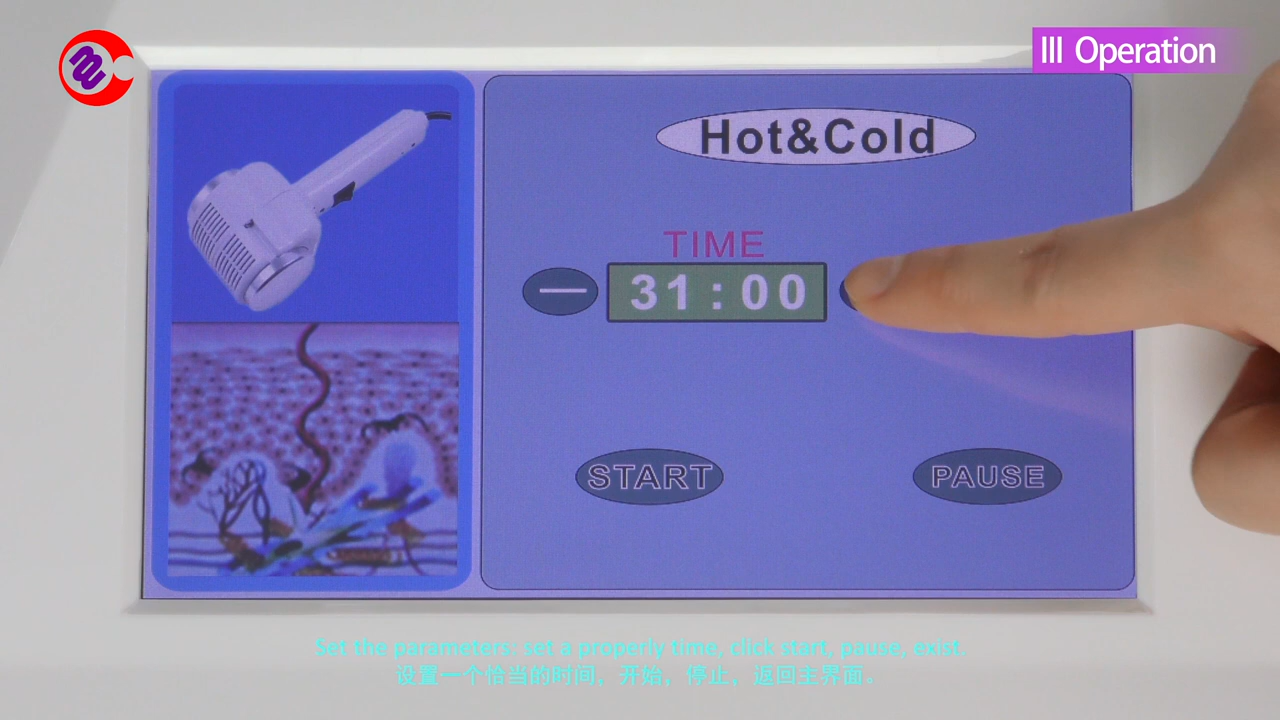 III Operation
Hot&Cold
TIME
31:00
START
PAUSE
Set the parameters: set a properly time, click start, pause, exist.
设置一个恰当的时间，开始，停止、返回主界面。